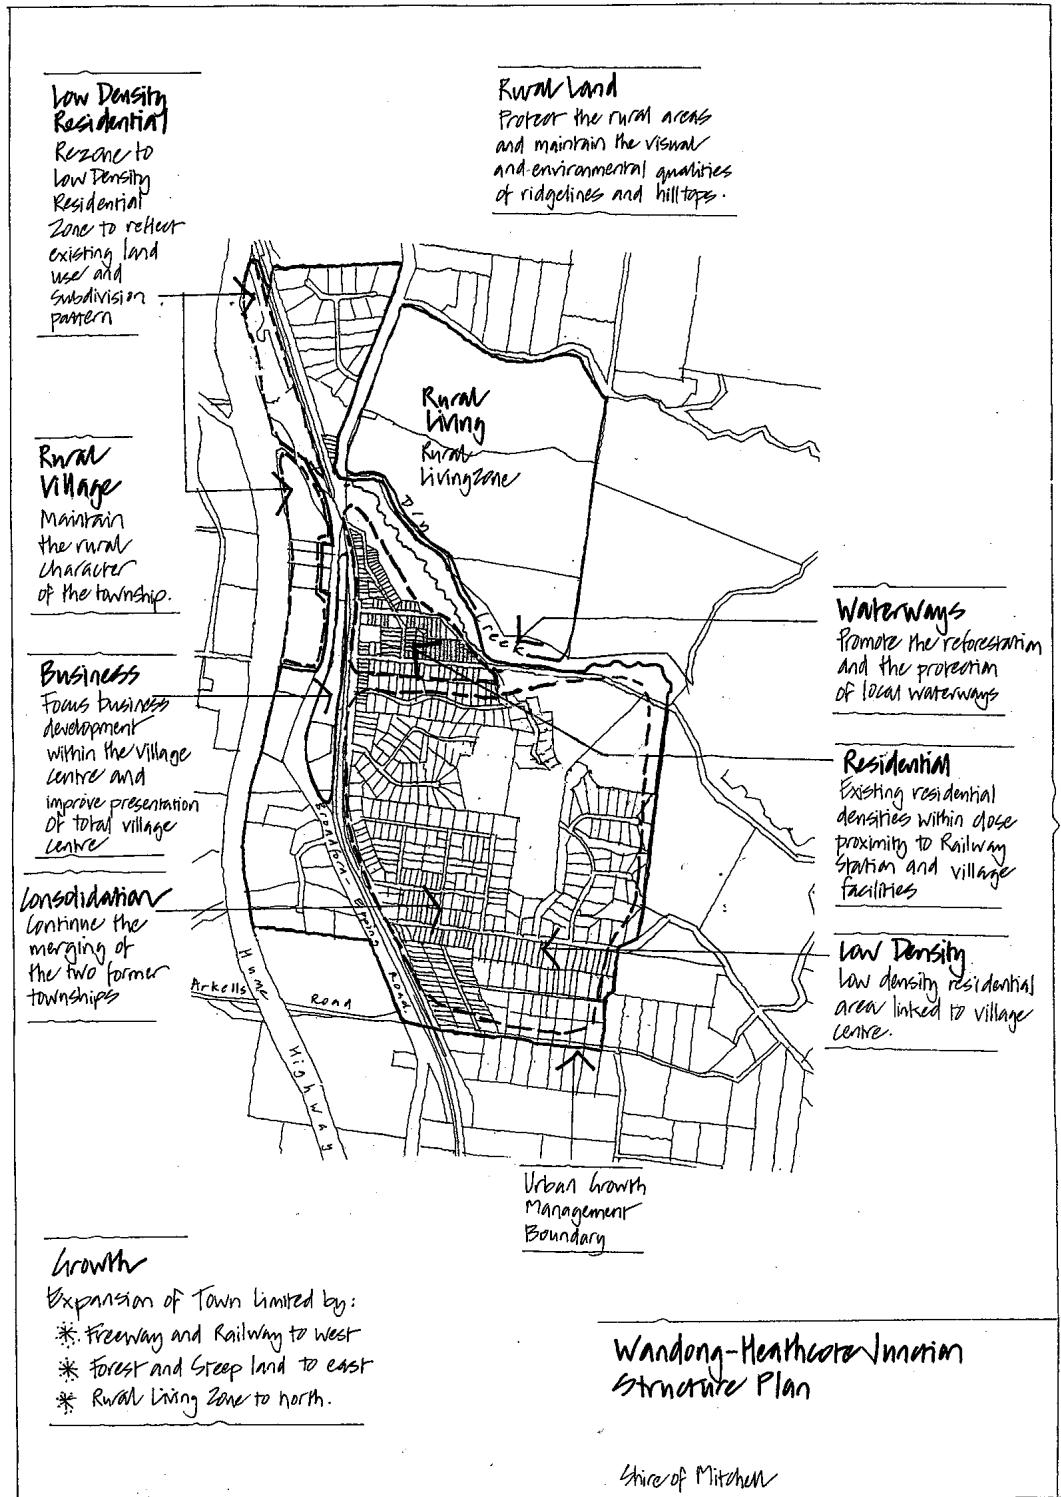 Low Density
Residential
Rezone to
Low Density
Residential
Zone to reflect
existing land
use and
subdivision
pattern
Rural Land
Protect the rural areas
and maintain the visual
and environmental qualities
of ridgelines and hilltops.
Rural
Living
Rural
Living Zone
Rural
Village
Maintain
the rural
character
of the township.
Dry Creek
Waterways
Promote the reforestation
and the protection
of local waterways
Business
Focus business
development
within the village
centre and
improve presentation
of total village
centre
Residential
Existing residential
densities within close
proximity to Railway
Station and village
facilities
Broadford-Epping Road
Consolidation
Continue the
merging of
the two former
townships
Low Density
Low density residential
area linked to village
centre.
Arkells Road
Hume Highway
Urban Growth
Management
Boundary
Growth
Expansion of Town Limited by:
* Freeway and Railway to west
* Forest and Steep land to east
* Rural Living Zone to north.
Wandong-Heathcote Junction
Structure Plan
Shire of Mitchell